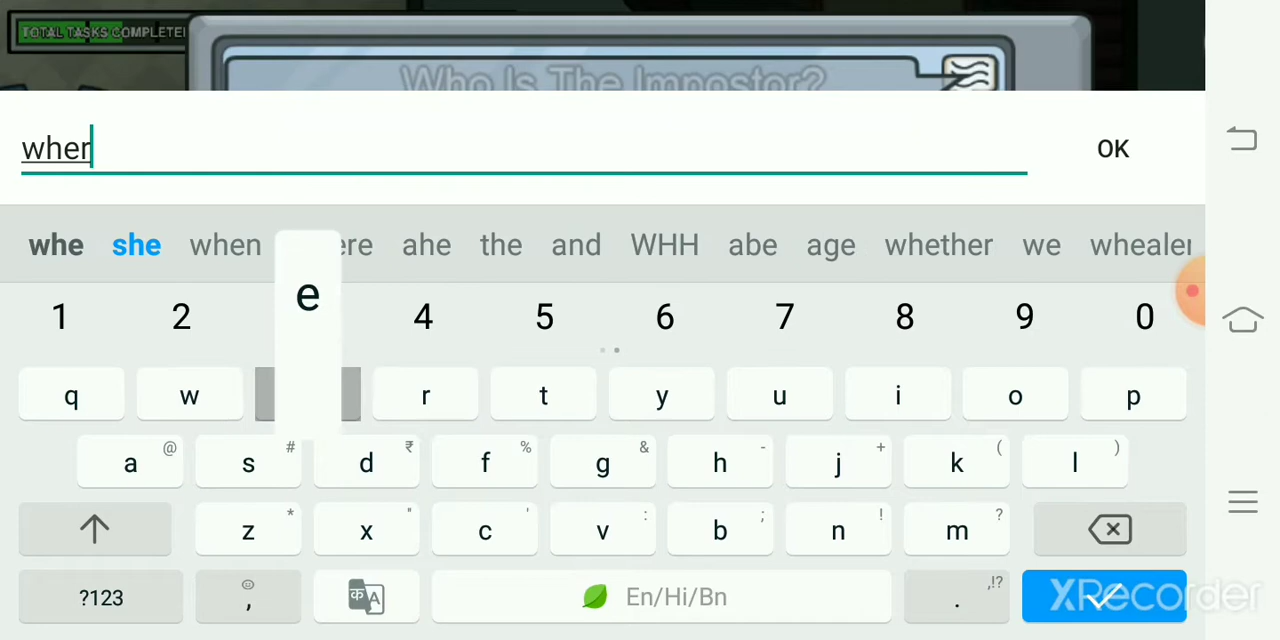 TOTAL TASKS COMPLETE
Who Is The Impostor?
wher
OK
whe she when ere ahe the and WHH abe age whether we whealer
1 2 4 5 6 7 8 9 0
e
q w r t y u i o p
@ # ₹ % & - + ( )
a s d f g h j k l
* " ' : ; ! ?
z x c v b n m
?123 , क A En/Hi/Bn . ,!?
XRecorder